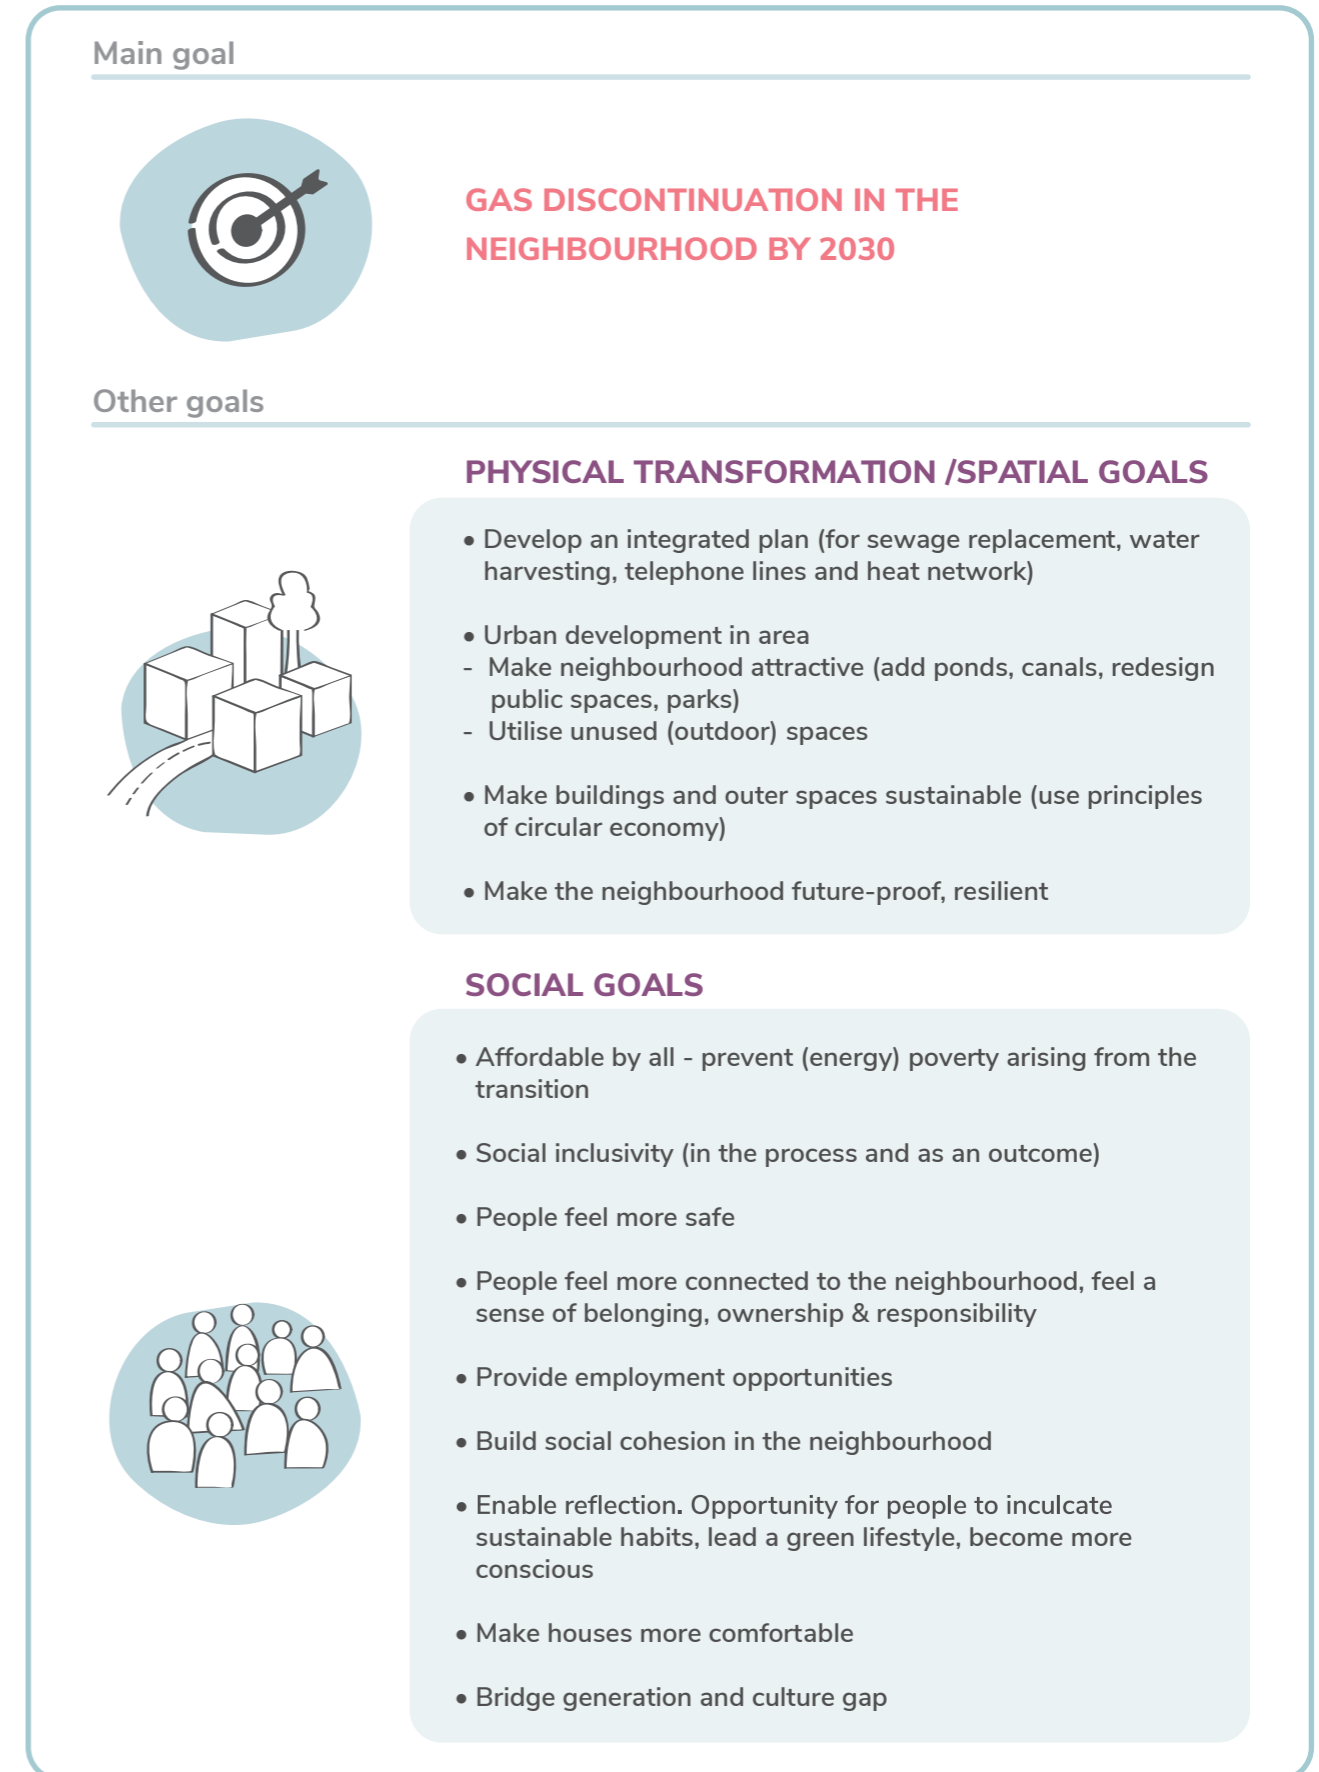 Main goal
GAS DISCONTINUATION IN THE
NEIGHBOURHOOD BY 2030
Other goals
PHYSICAL TRANSFORMATION /SPATIAL GOALS
• Develop an integrated plan (for sewage replacement, water
harvesting, telephone lines and heat network)
• Urban development in area
- Make neighbourhood attractive (add ponds, canals, redesign
public spaces, parks)
- Utilise unused (outdoor) spaces
• Make buildings and outer spaces sustainable (use principles
of circular economy)
• Make the neighbourhood future-proof, resilient
SOCIAL GOALS
• Affordable by all - prevent (energy) poverty arising from the
transition
• Social inclusivity (in the process and as an outcome)
• People feel more safe
• People feel more connected to the neighbourhood, feel a
sense of belonging, ownership & responsibility
• Provide employment opportunities
• Build social cohesion in the neighbourhood
• Enable reflection. Opportunity for people to inculcate
sustainable habits, lead a green lifestyle, become more
conscious
• Make houses more comfortable
• Bridge generation and culture gap